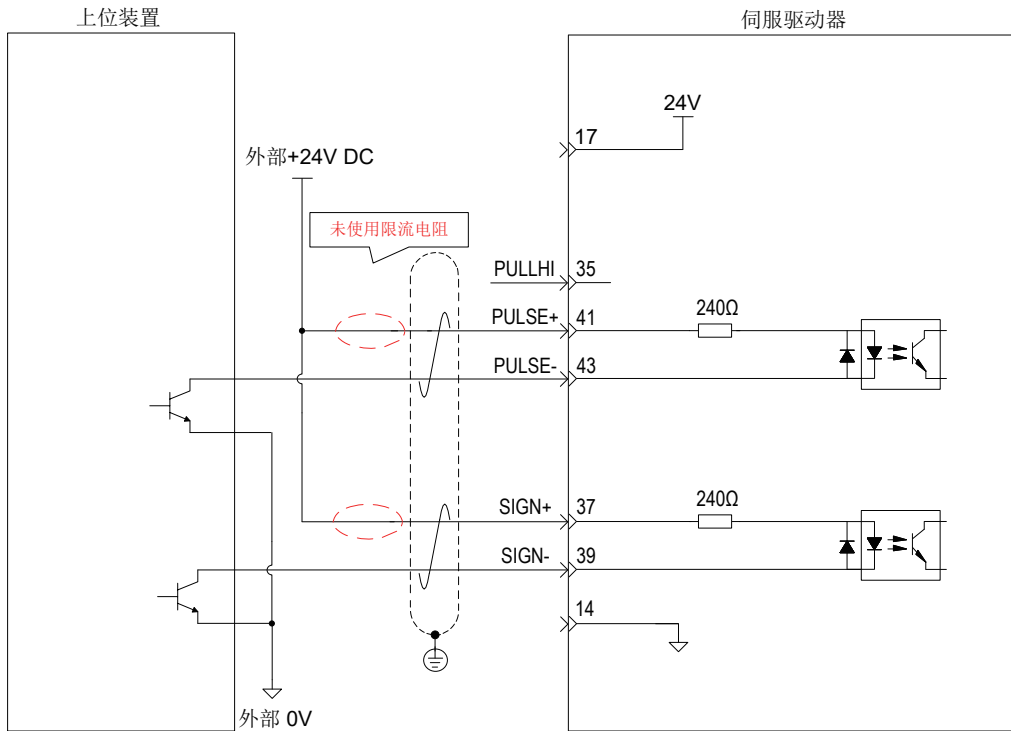 上位装置
伺服驱动器
24V
17
外部+24V DC
未使用限流电阻
PULLHI
35
PULSE+
41
240Ω
PULSE-
43
SIGN+
37
240Ω
SIGN-
39
14
外部 0V